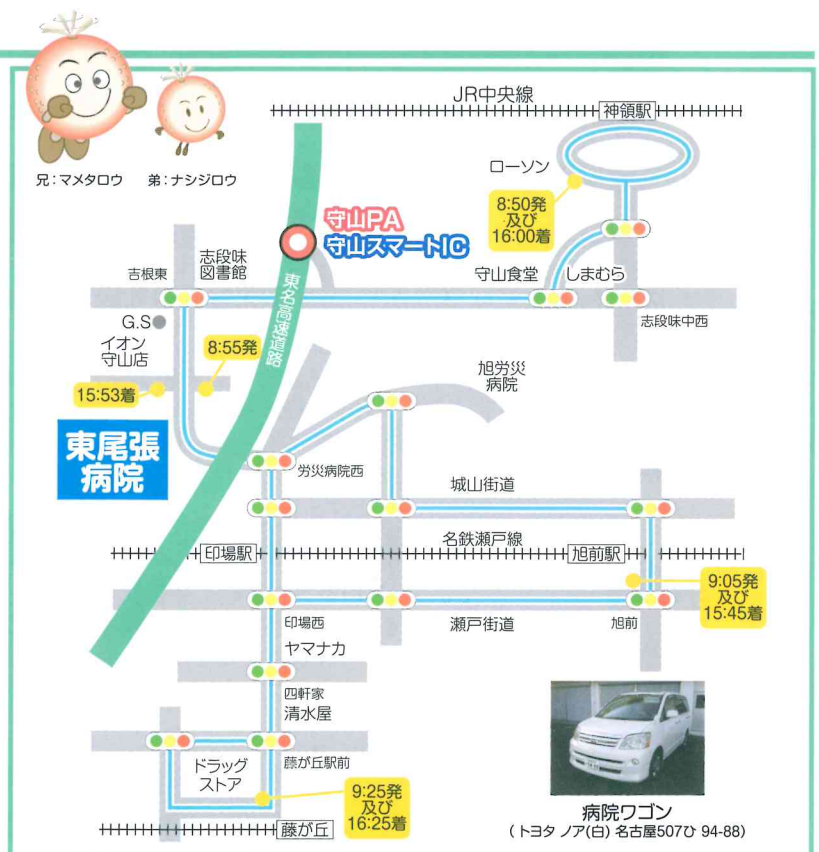 JR中央線
神領駅
兄:マメタロウ
弟:ナシジロウ
ローソン
8:50発
及び
16:00着
守山PA
守山スマートIC
志段味
図書館
吉根東
守山食堂
しまむら
志段味中西
東名高速道路
G.S
イオン
守山店
8:55発
15:53着
旭労災
病院
東尾張
病院
労災病院西
城山街道
名鉄瀬戸線
印場駅
旭前駅
9:05発
及び
15:45着
印場西
瀬戸街道
旭前
ヤマナカ
四軒家
清水屋
藤が丘駅前
ドラッグ
ストア
9:25発
及び
16:25着
藤が丘
病院ワゴン
(トヨタ ノア(白) 名古屋507ひ 94-88)